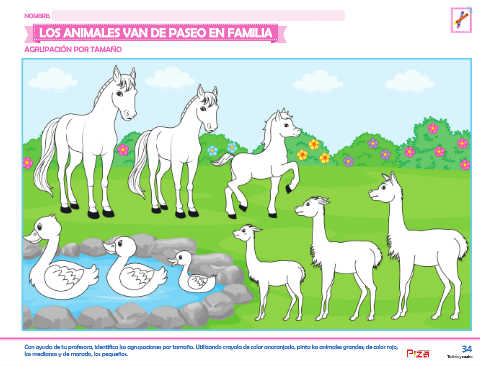 NOMBRE
LOS ANIMALES VAN DE PASEO EN FAMILIA
AGRUPACIÓN POR TAMAÑO
Con ayuda de tu profesora, identifica las agrupaciones por tamaño. Utilizando crayola de color anaranjado, pinta los animales grandes; de color rojo,
los medianos y de morado, los pequeños.
34